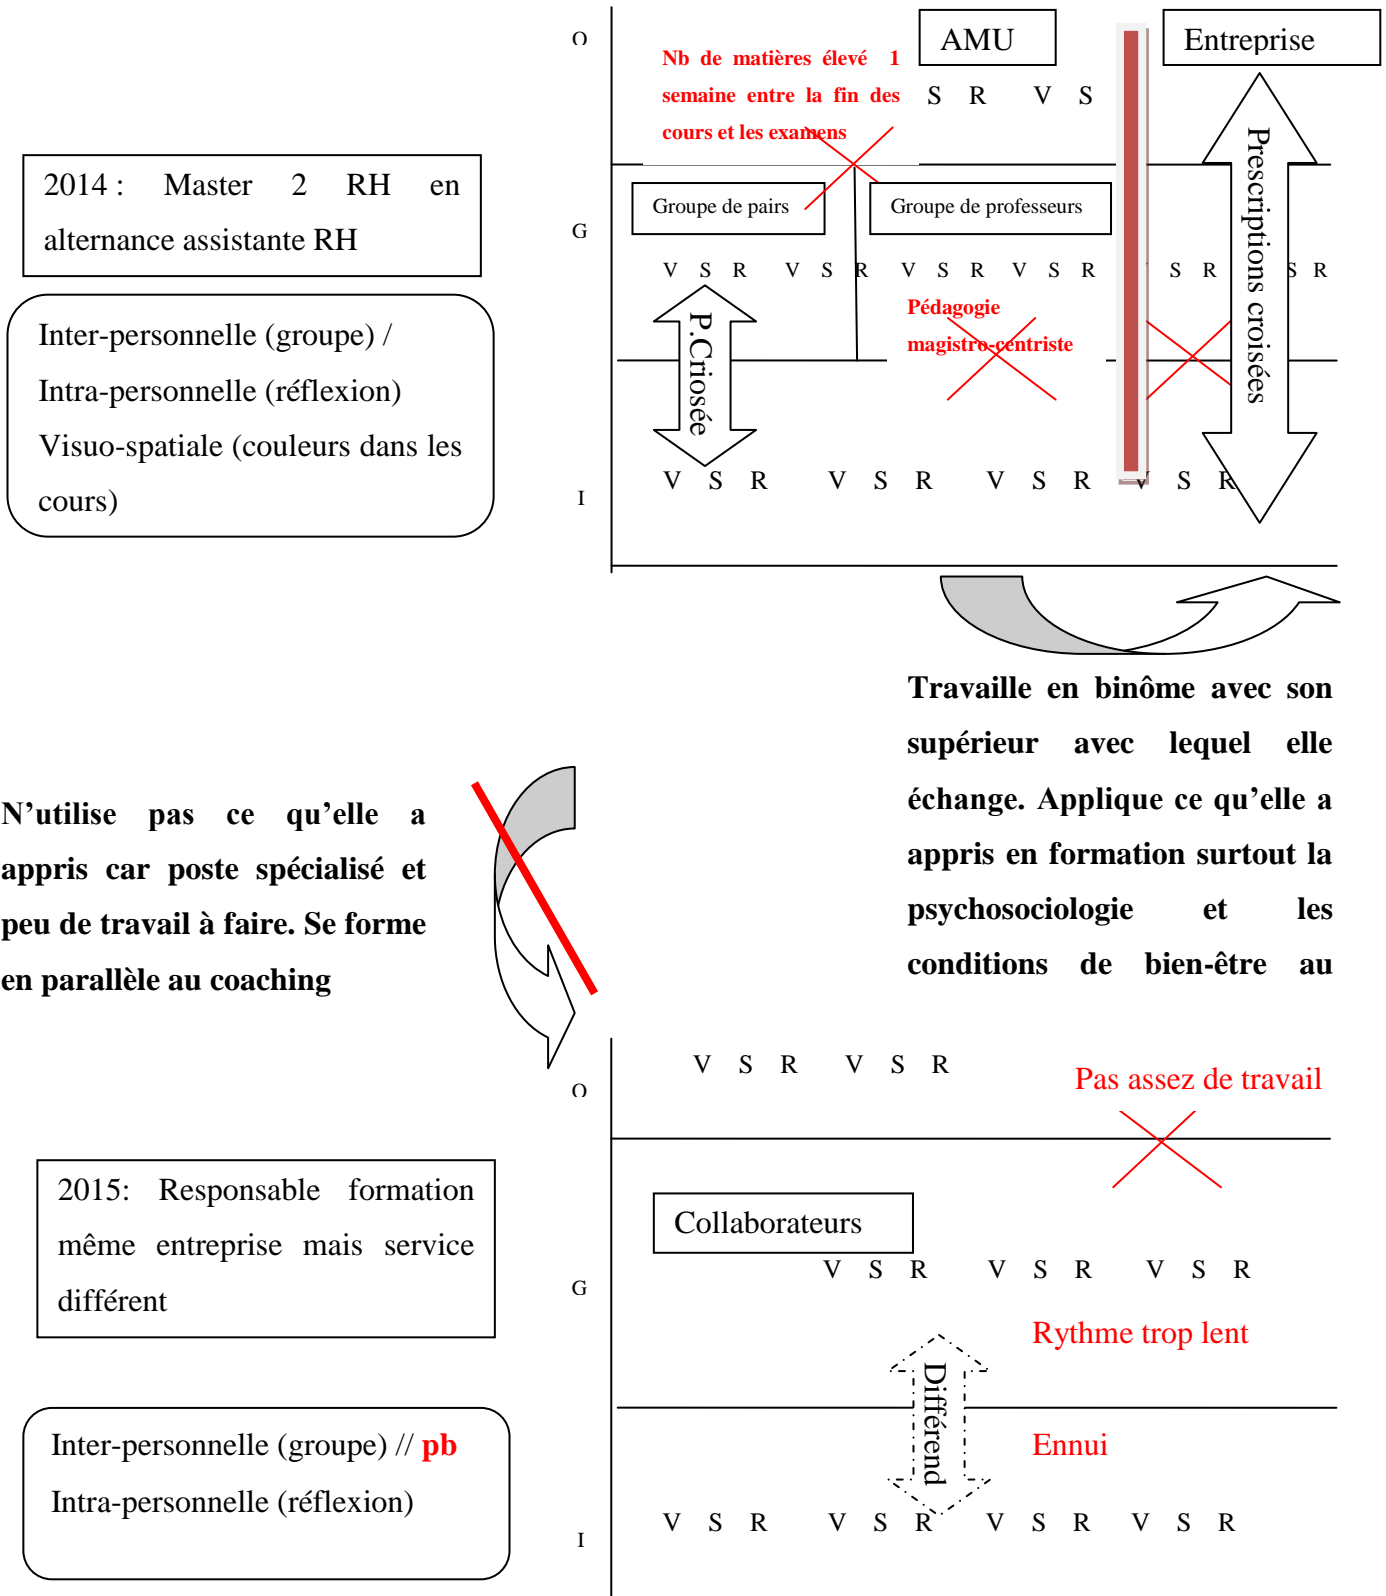 O
AMU
Entreprise
Nb de matières élevé 1
semaine entre la fin des
cours et les examens
S R V S
Prescriptions croisées
2014 : Master 2 RH en
alternance assistante RH
Groupe de pairs
Groupe de professeurs
G
V S R V S R V S R V S R S R S R
Inter-personnelle (groupe) /
Intra-personnelle (réflexion)
Visuo-spatiale (couleurs dans les
cours)
P.Criosée
Pédagogie
magistro-centriste
I
V S R V S R V S R V S R
Travaille en binôme avec son
supérieur avec lequel elle
échange. Applique ce qu’elle a
appris en formation surtout la
psychosociologie et les
conditions de bien-être au
N’utilise pas ce qu’elle a
appris car poste spécialisé et
peu de travail à faire. Se forme
en parallèle au coaching
O
V S R V S R
Pas assez de travail
2015: Responsable formation
même entreprise mais service
différent
Collaborateurs
G
V S R V S R V S R
Rythme trop lent
Différend
Inter-personnelle (groupe) // pb
Intra-personnelle (réflexion)
Ennui
I
V S R V S R V S R V S R